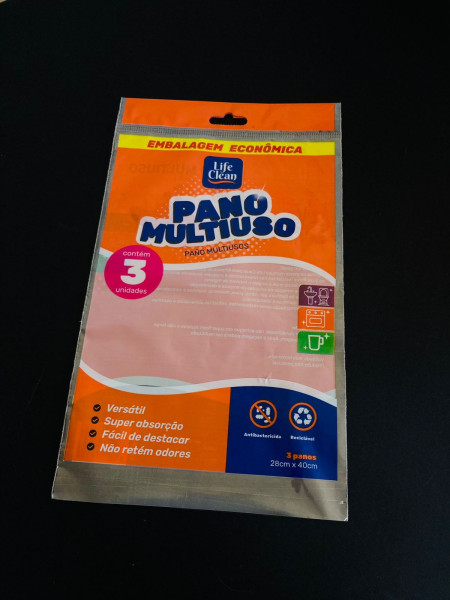 EMBALAGEM ECONÔMICA
Life
Clean
PANO
MULTIUSO
PANO MULTIUSOS
contém
3
unidades
Versátil
Super absorção
Fácil de destacar
Não retém odores
Antibactericida
Reciclável
3 panos
28cm x 40cm